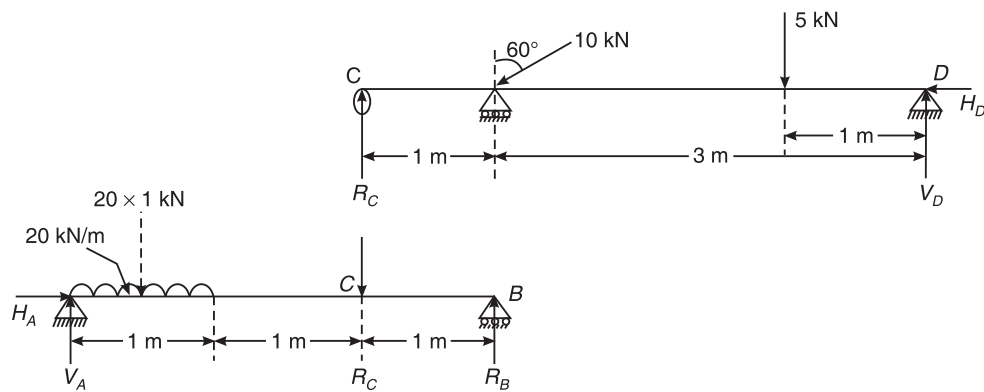 5 kN
60°
10 kN
C
D
H_D
1 m
1 m
3 m
R_C
V_D
20 × 1 kN
20 kN/m
C
B
H_A
1 m
1 m
1 m
V_A
R_C
R_B